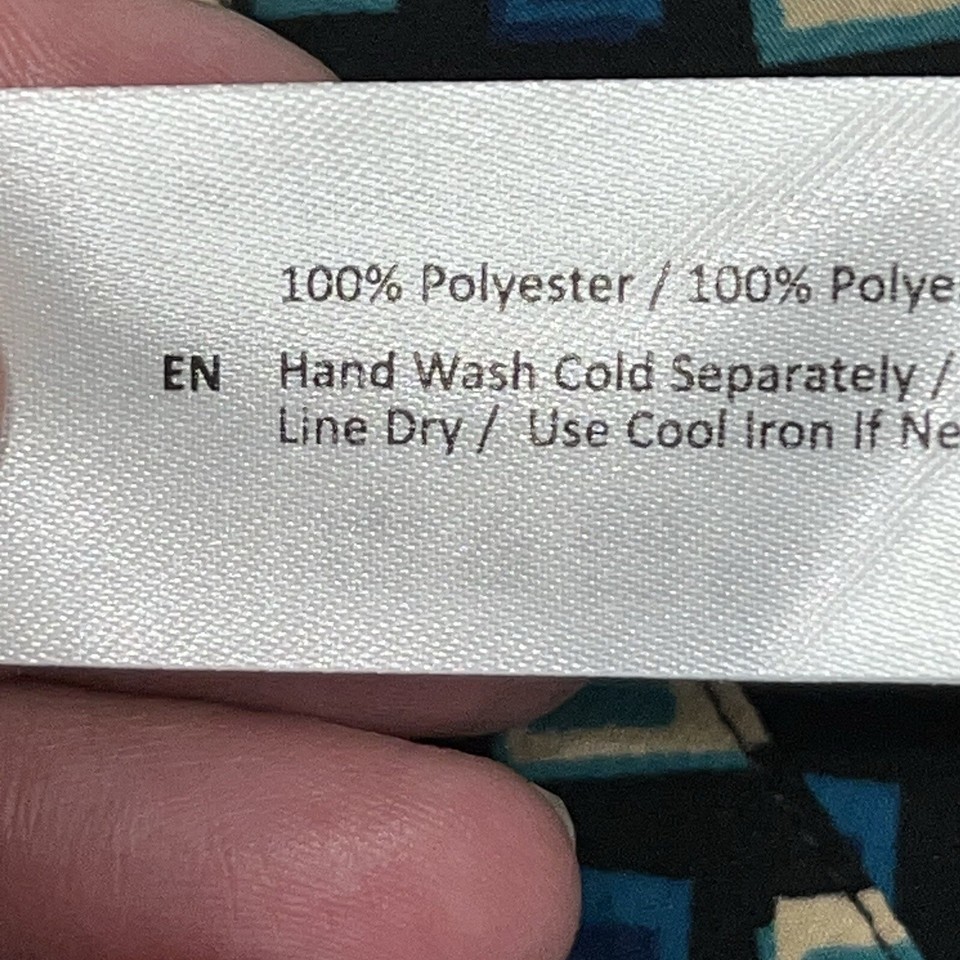 100% Polyester / 100% Polye
EN Hand Wash Cold Separately /
Line Dry / Use Cool Iron If Ne